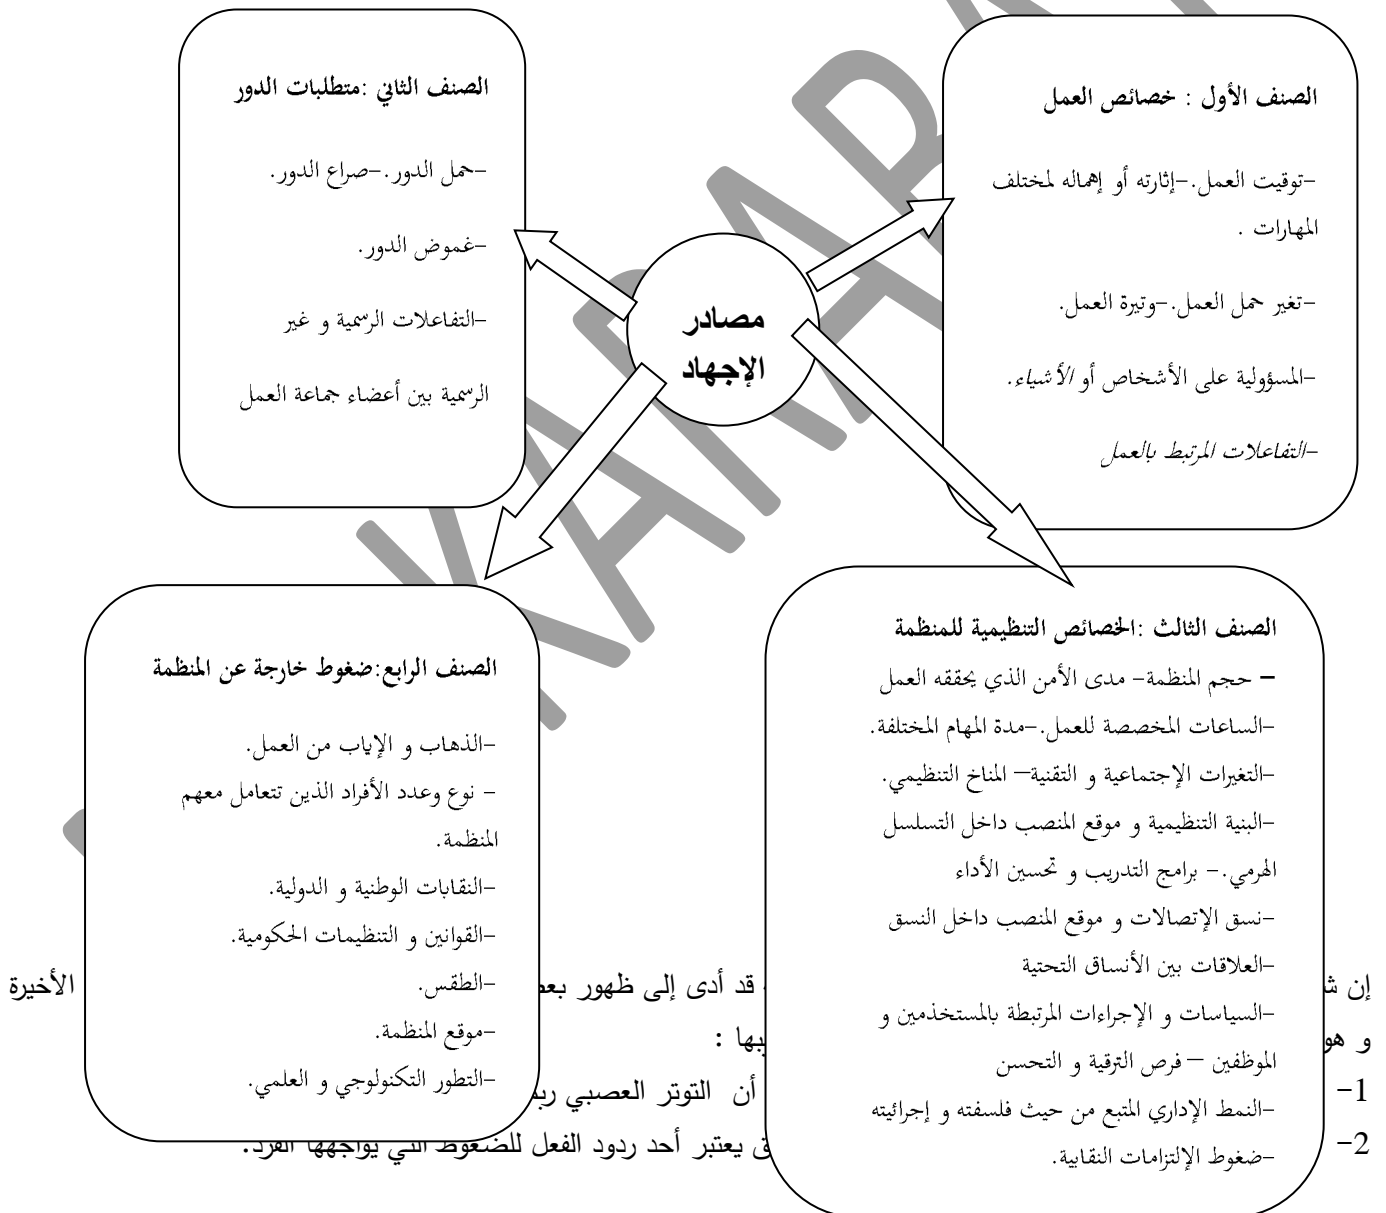 الصنف الأول : خصائص العمل
-توقيت العمل.-إثارته أو إهماله لمختلف
المهارات .
-تغير حمل العمل.-وتيرة العمل.
-المسؤولية على الأشخاص أو الأشياء.
-التفاعلات المرتبط بالعمل
الصنف الثاني :متطلبات الدور
-حمل الدور.-صراع الدور.
-غموض الدور.
-التفاعلات الرسمية و غير
الرسمية بين أعضاء جماعة العمل
مصادر
الإجهاد
الصنف الثالث :الخصائص التنظيمية للمنظمة
– حجم المنظمة- مدى الأمن الذي يحققه العمل
-الساعات المخصصة للعمل.-مدة المهام المختلفة.
-التغيرات الإجتماعية و التقنية– المناخ التنظيمي.
-البنية التنظيمية و موقع المنصب داخل التسلسل
الهرمي.- برامج التدريب و تحسين الأداء
-نسق الإتصالات و موقع المنصب داخل النسق
-العلاقات بين الأنساق التحتية
-السياسات و الإجراءات المرتبطة بالمستخذمين و
الموظفين – فرص الترقية و التحسن
-النمط الإداري المتبع من حيث فلسفته و إجرائيته
-ضغوط الإلتزامات النقابية.
الصنف الرابع:ضغوط خارجة عن المنظمة
-الذهاب و الإياب من العمل.
- نوع وعدد الأفراد الذين تتعامل معهم
المنظمة.
-النقابات الوطنية و الدولية.
-القوانين و التنظيمات الحكومية.
-الطقس.
-موقع المنظمة.
-التطور التكنولوجي و العلمي.
إن قد أدى إلى ظهور الأخيرة
و :
1- أن التوتر العصبي
2- يعتبر أحد ردود الفعل للضغوط التي يواجهها الفرد.